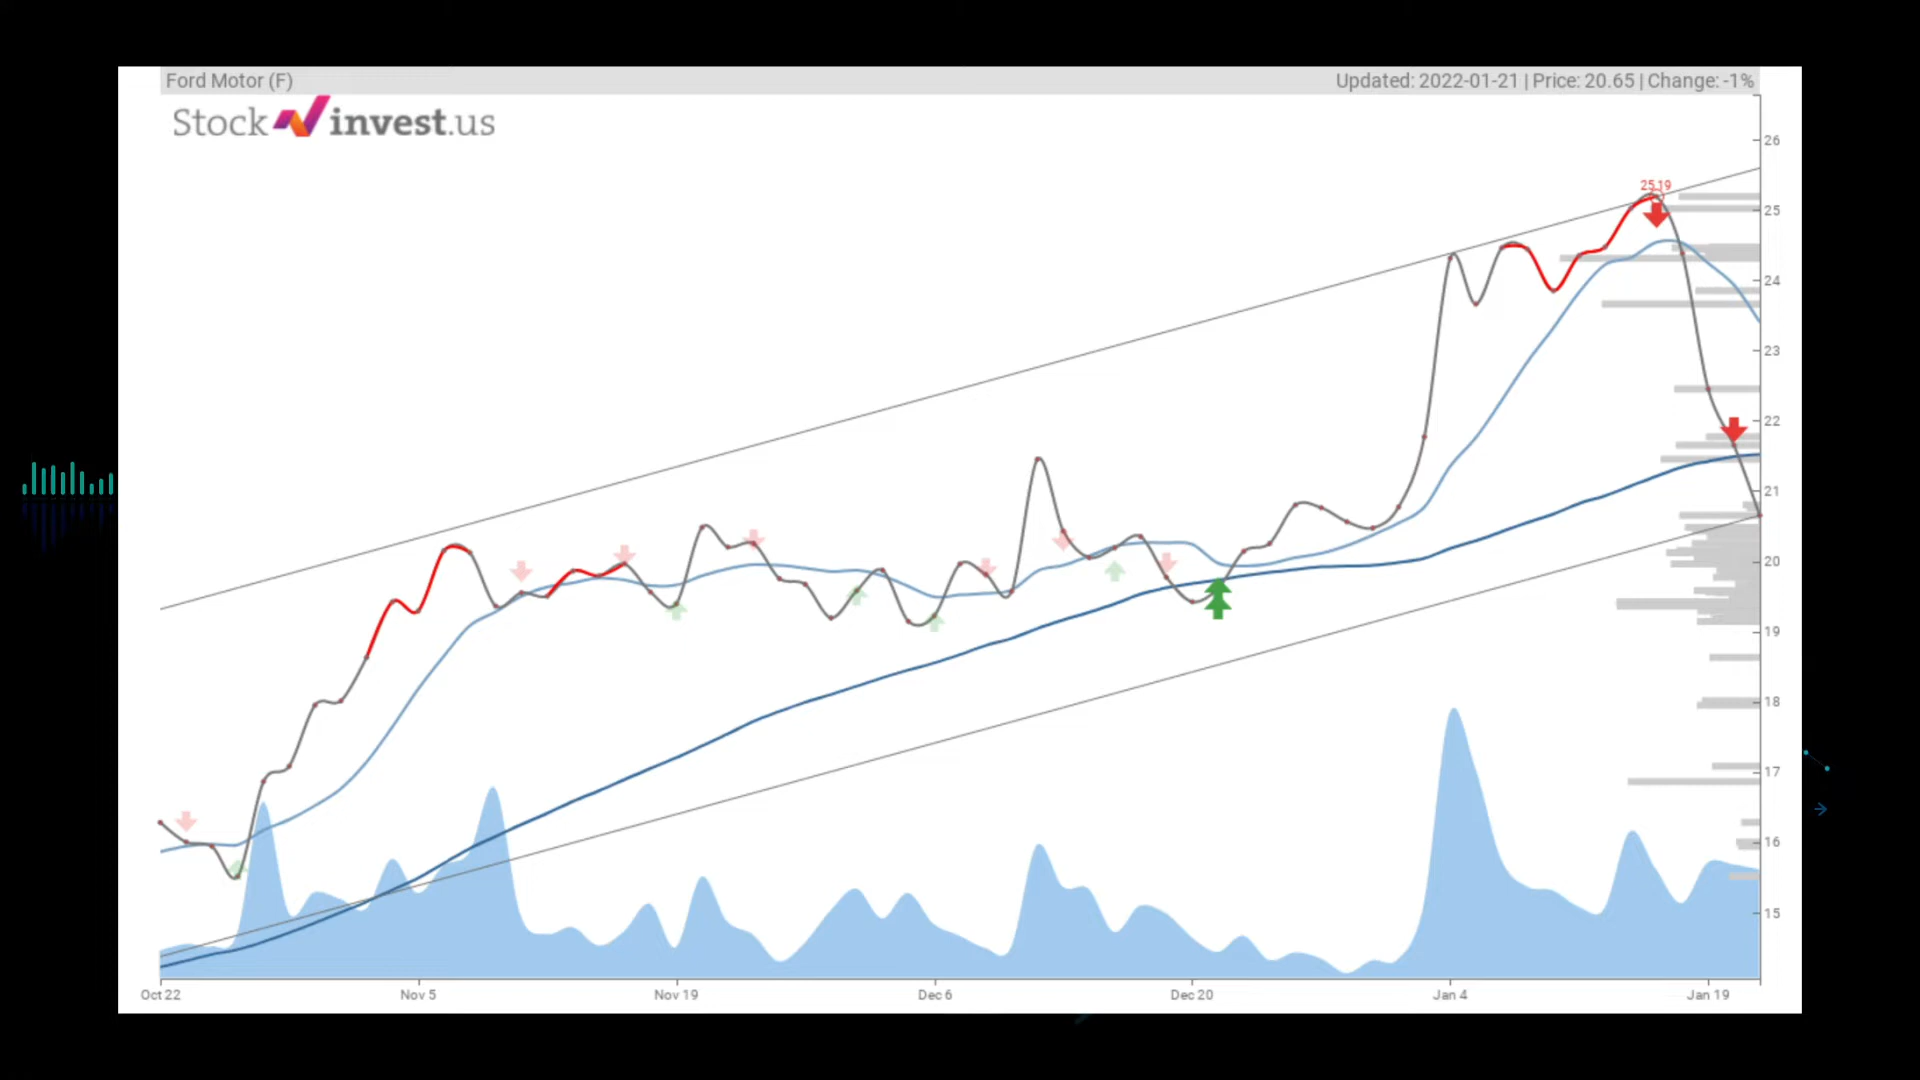 Ford Motor (F)
Updated: 2022-01-21 | Price: 20.65 | Change: -1%
Stock invest.us
26
25.19
25
24
23
22
21
20
19
18
17
16
15
Oct 22
Nov 5
Nov 19
Dec 6
Dec 20
Jan 4
Jan 19